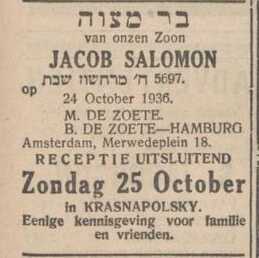 בר־מצוה
van onzen Zoon
JACOB SALOMON
op ח׳ מרחשון שבת 5697.
24 October 1936.
M. DE ZOETE.
B. DE ZOETE—HAMBURG
Amsterdam, Merwedeplein 18.
RECEPTIE UITSLUITEND
Zondag 25 October
in KRASNAPOLSKY.
Eenige kennisgeving voor familie
en vrienden.